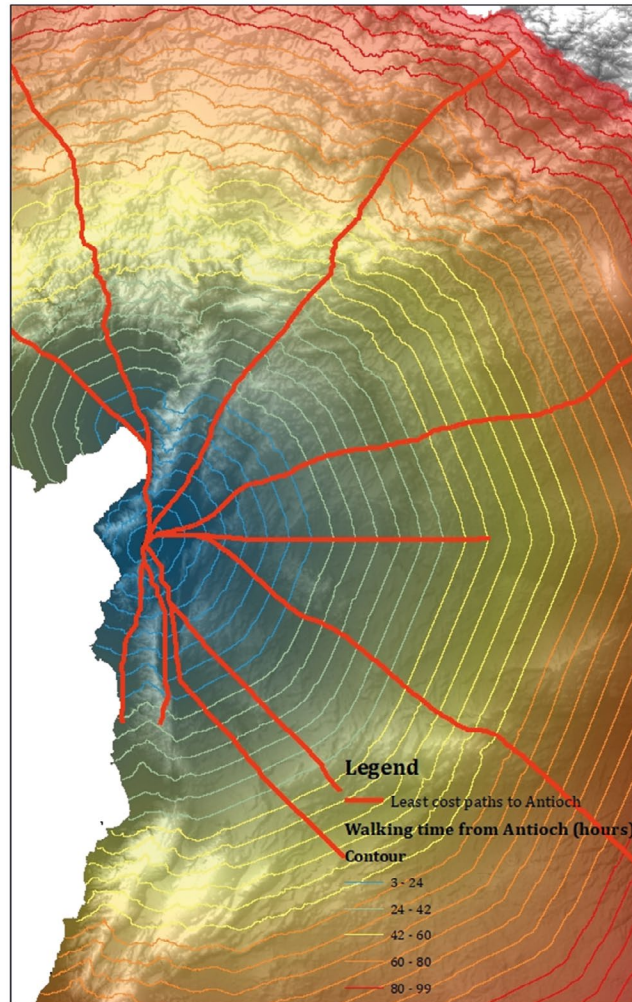 Legend
Least cost paths to Antioch
Walking time from Antioch (hours)
Contour
3 - 24
24 - 42
42 - 60
60 - 80
80 - 99